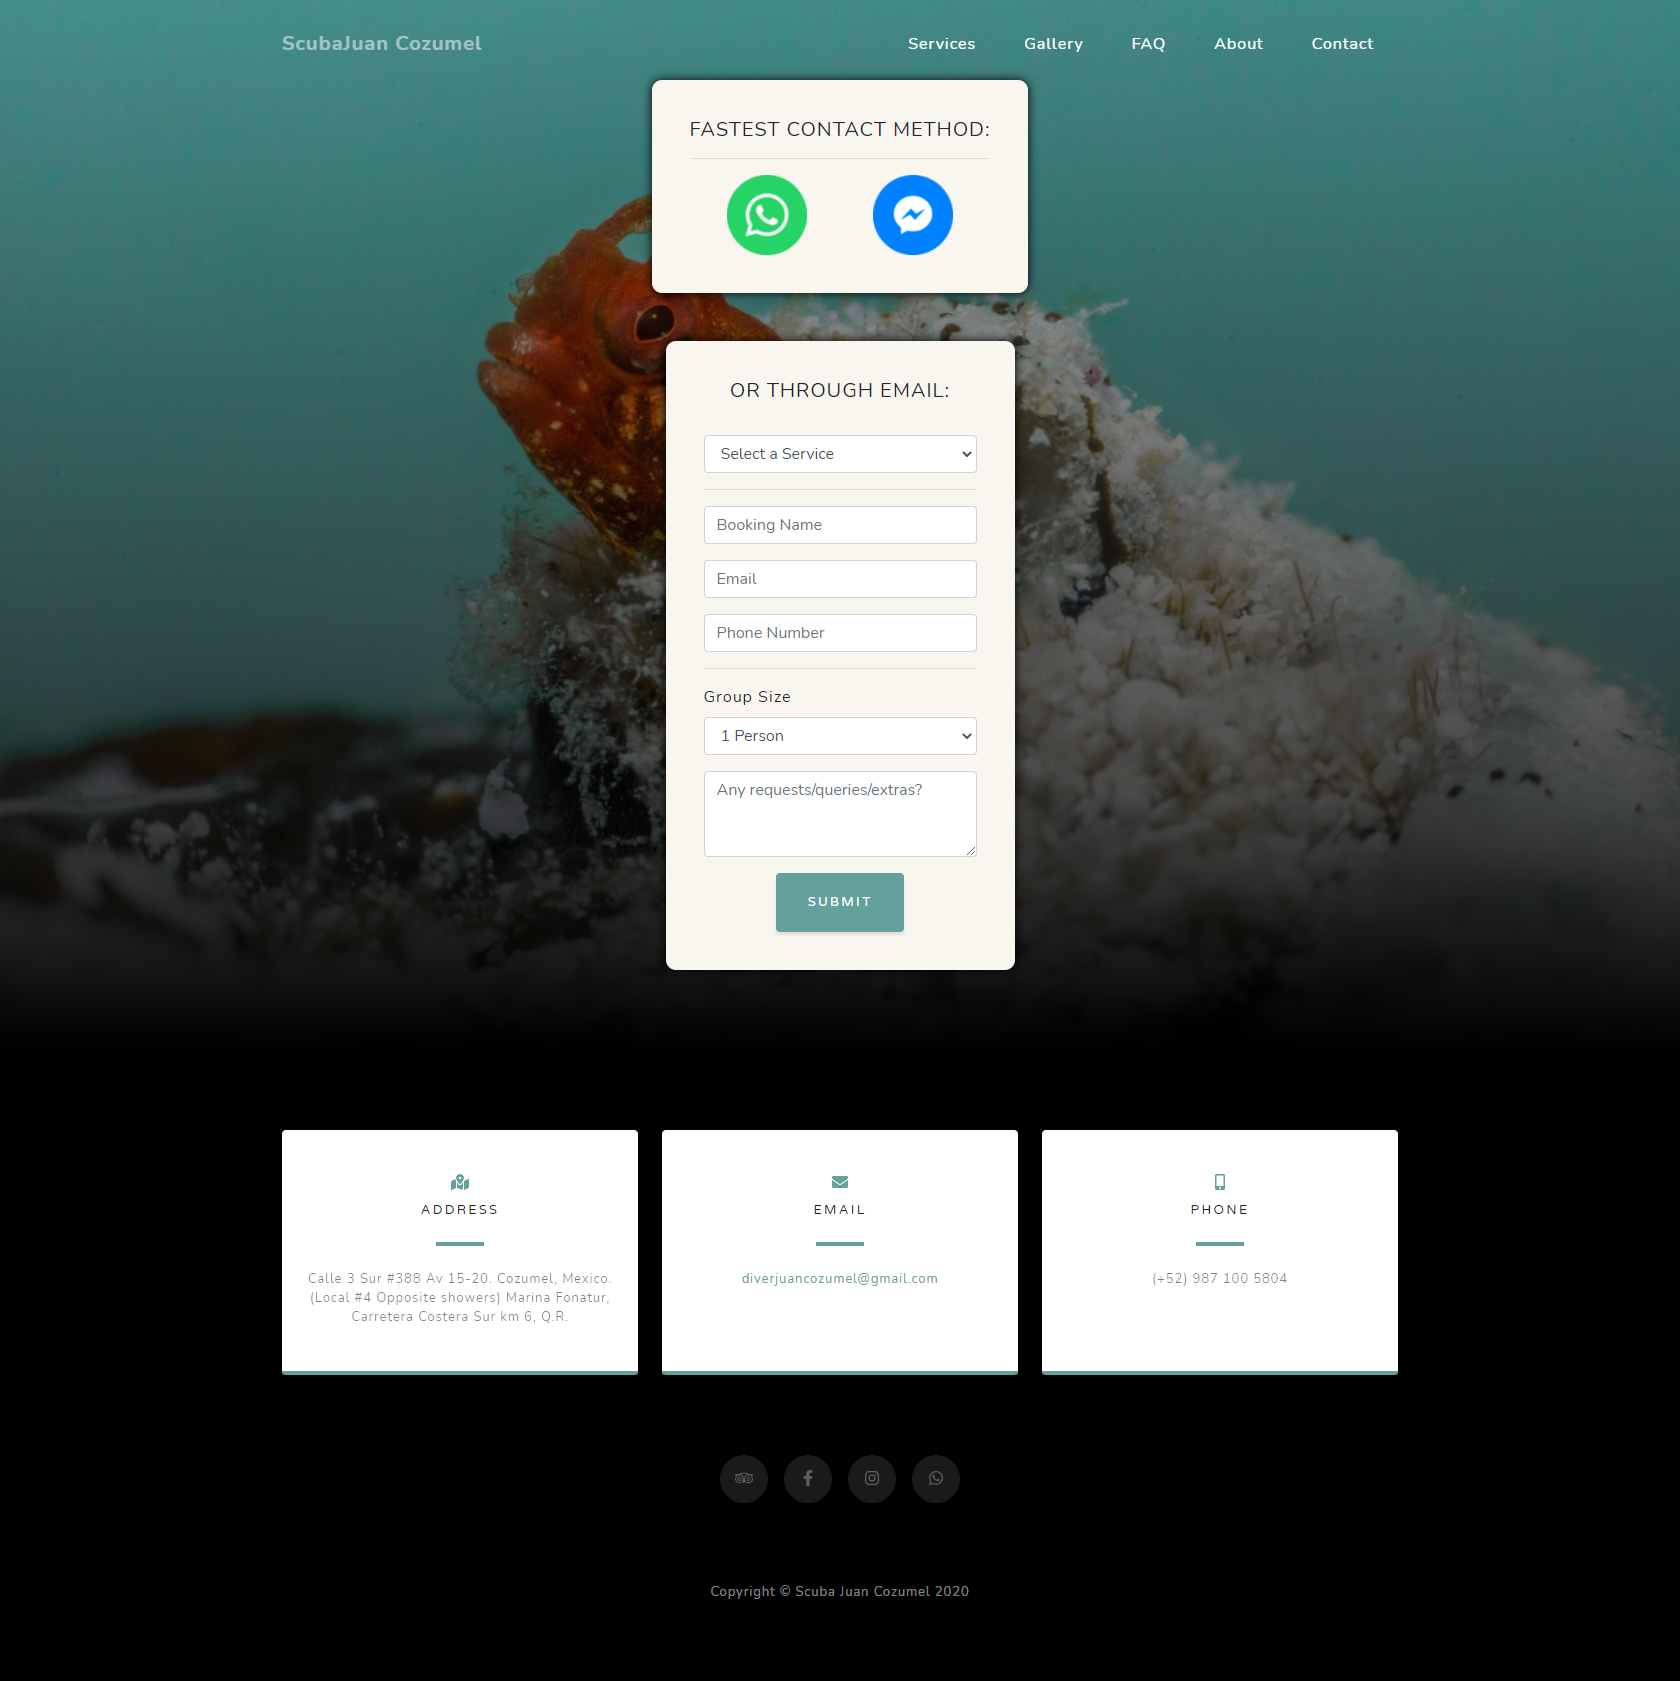 ScubaJuan Cozumel
Services
Gallery
FAQ
About
Contact
FASTEST CONTACT METHOD:
OR THROUGH EMAIL:
Select a Service
Booking Name
Email
Phone Number
Group Size
1 Person
Any requests/queries/extras?
SUBMIT
ADDRESS
Calle 3 Sur #388 Av 15-20. Cozumel, Mexico.
(Local #4 Opposite showers) Marina Fonatur,
Carretera Costera Sur km 6, Q.R.
EMAIL
diverjuancozumel@gmail.com
PHONE
(+52) 987 100 5804
Copyright © Scuba Juan Cozumel 2020